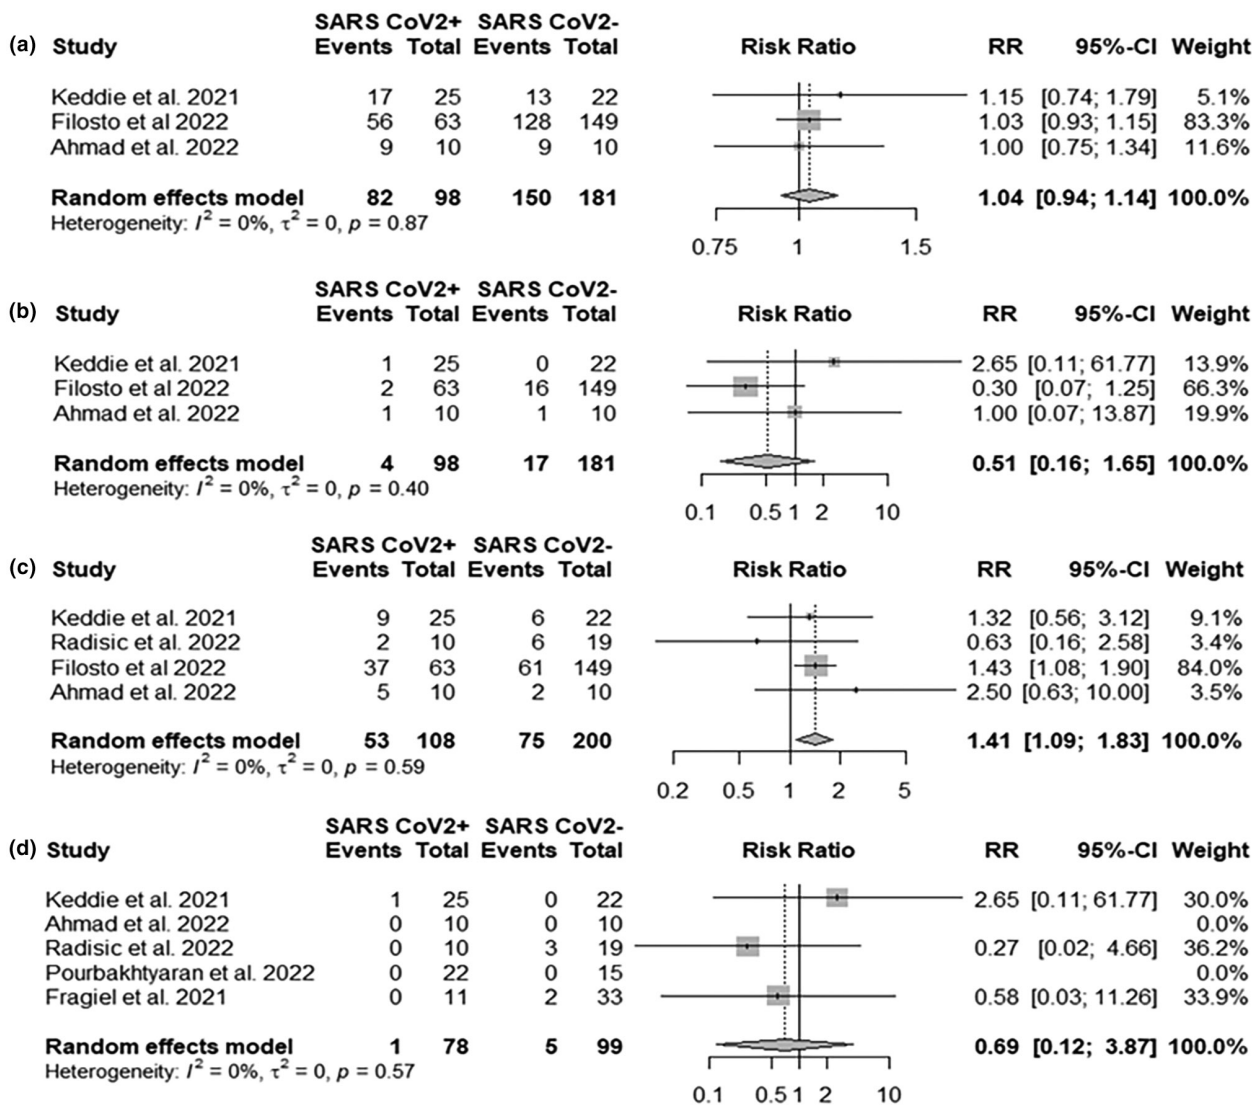 SARS CoV2+ SARS CoV2-
(a) Study Events Total Events Total Risk Ratio RR 95%-CI Weight
Keddie et al. 2021 17 25 13 22 1.15 [0.74; 1.79] 5.1%
Filosto et al 2022 56 63 128 149 1.03 [0.93; 1.15] 83.3%
Ahmad et al. 2022 9 10 9 10 1.00 [0.75; 1.34] 11.6%
Random effects model 82 98 150 181 1.04 [0.94; 1.14] 100.0%
Heterogeneity: I² = 0%, τ² = 0, p = 0.87
0.75 1 1.5
SARS CoV2+ SARS CoV2-
(b) Study Events Total Events Total Risk Ratio RR 95%-CI Weight
Keddie et al. 2021 1 25 0 22 2.65 [0.11; 61.77] 13.9%
Filosto et al 2022 2 63 16 149 0.30 [0.07; 1.25] 66.3%
Ahmad et al. 2022 1 10 1 10 1.00 [0.07; 13.87] 19.9%
Random effects model 4 98 17 181 0.51 [0.16; 1.65] 100.0%
Heterogeneity: I² = 0%, τ² = 0, p = 0.40
0.1 0.5 1 2 10
SARS CoV2+ SARS CoV2-
(c) Study Events Total Events Total Risk Ratio RR 95%-CI Weight
Keddie et al. 2021 9 25 6 22 1.32 [0.56; 3.12] 9.1%
Radisic et al. 2022 2 10 6 19 0.63 [0.16; 2.58] 3.4%
Filosto et al 2022 37 63 61 149 1.43 [1.08; 1.90] 84.0%
Ahmad et al. 2022 5 10 2 10 2.50 [0.63; 10.00] 3.5%
Random effects model 53 108 75 200 1.41 [1.09; 1.83] 100.0%
Heterogeneity: I² = 0%, τ² = 0, p = 0.59
0.2 0.5 1 2 5
SARS CoV2+ SARS CoV2-
(d) Study Events Total Events Total Risk Ratio RR 95%-CI Weight
Keddie et al. 2021 1 25 0 22 2.65 [0.11; 61.77] 30.0%
Ahmad et al. 2022 0 10 0 10 0.0%
Radisic et al. 2022 0 10 3 19 0.27 [0.02; 4.66] 36.2%
Pourbakhtyaran et al. 2022 0 22 0 15 0.0%
Fragiel et al. 2021 0 11 2 33 0.58 [0.03; 11.26] 33.9%
Random effects model 1 78 5 99 0.69 [0.12; 3.87] 100.0%
Heterogeneity: I² = 0%, τ² = 0, p = 0.57
0.1 0.5 1 2 10